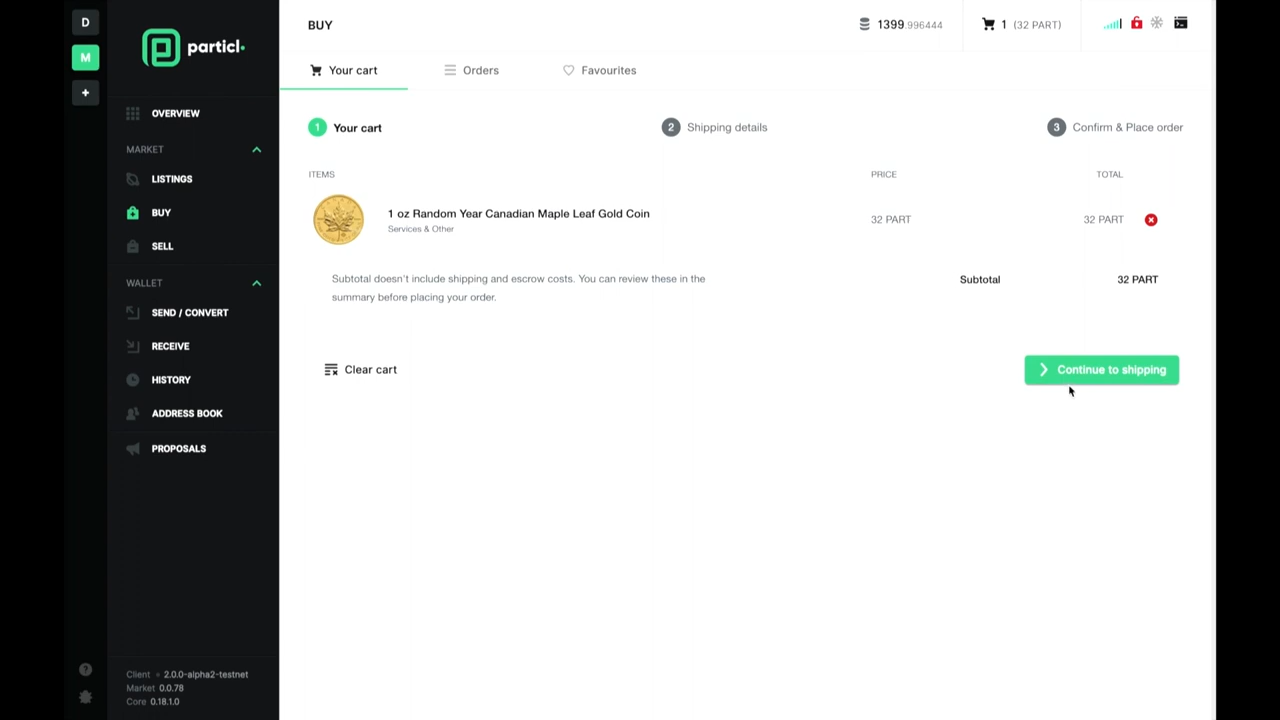 D
M
+
particl
OVERVIEW
MARKET
LISTINGS
BUY
SELL
WALLET
SEND / CONVERT
RECEIVE
HISTORY
ADDRESS BOOK
PROPOSALS
Client 2.0.0-alpha2-testnet
Market 0.0.78
Core 0.18.1.0
BUY
1399.996444
1 (32 PART)
Your cart
Orders
Favourites
1 Your cart
2 Shipping details
3 Confirm & Place order
ITEMS PRICE TOTAL
1 oz Random Year Canadian Maple Leaf Gold Coin
Services & Other
32 PART
32 PART
Subtotal doesn't include shipping and escrow costs. You can review these in the
summary before placing your order.
Subtotal 32 PART
Clear cart
Continue to shipping